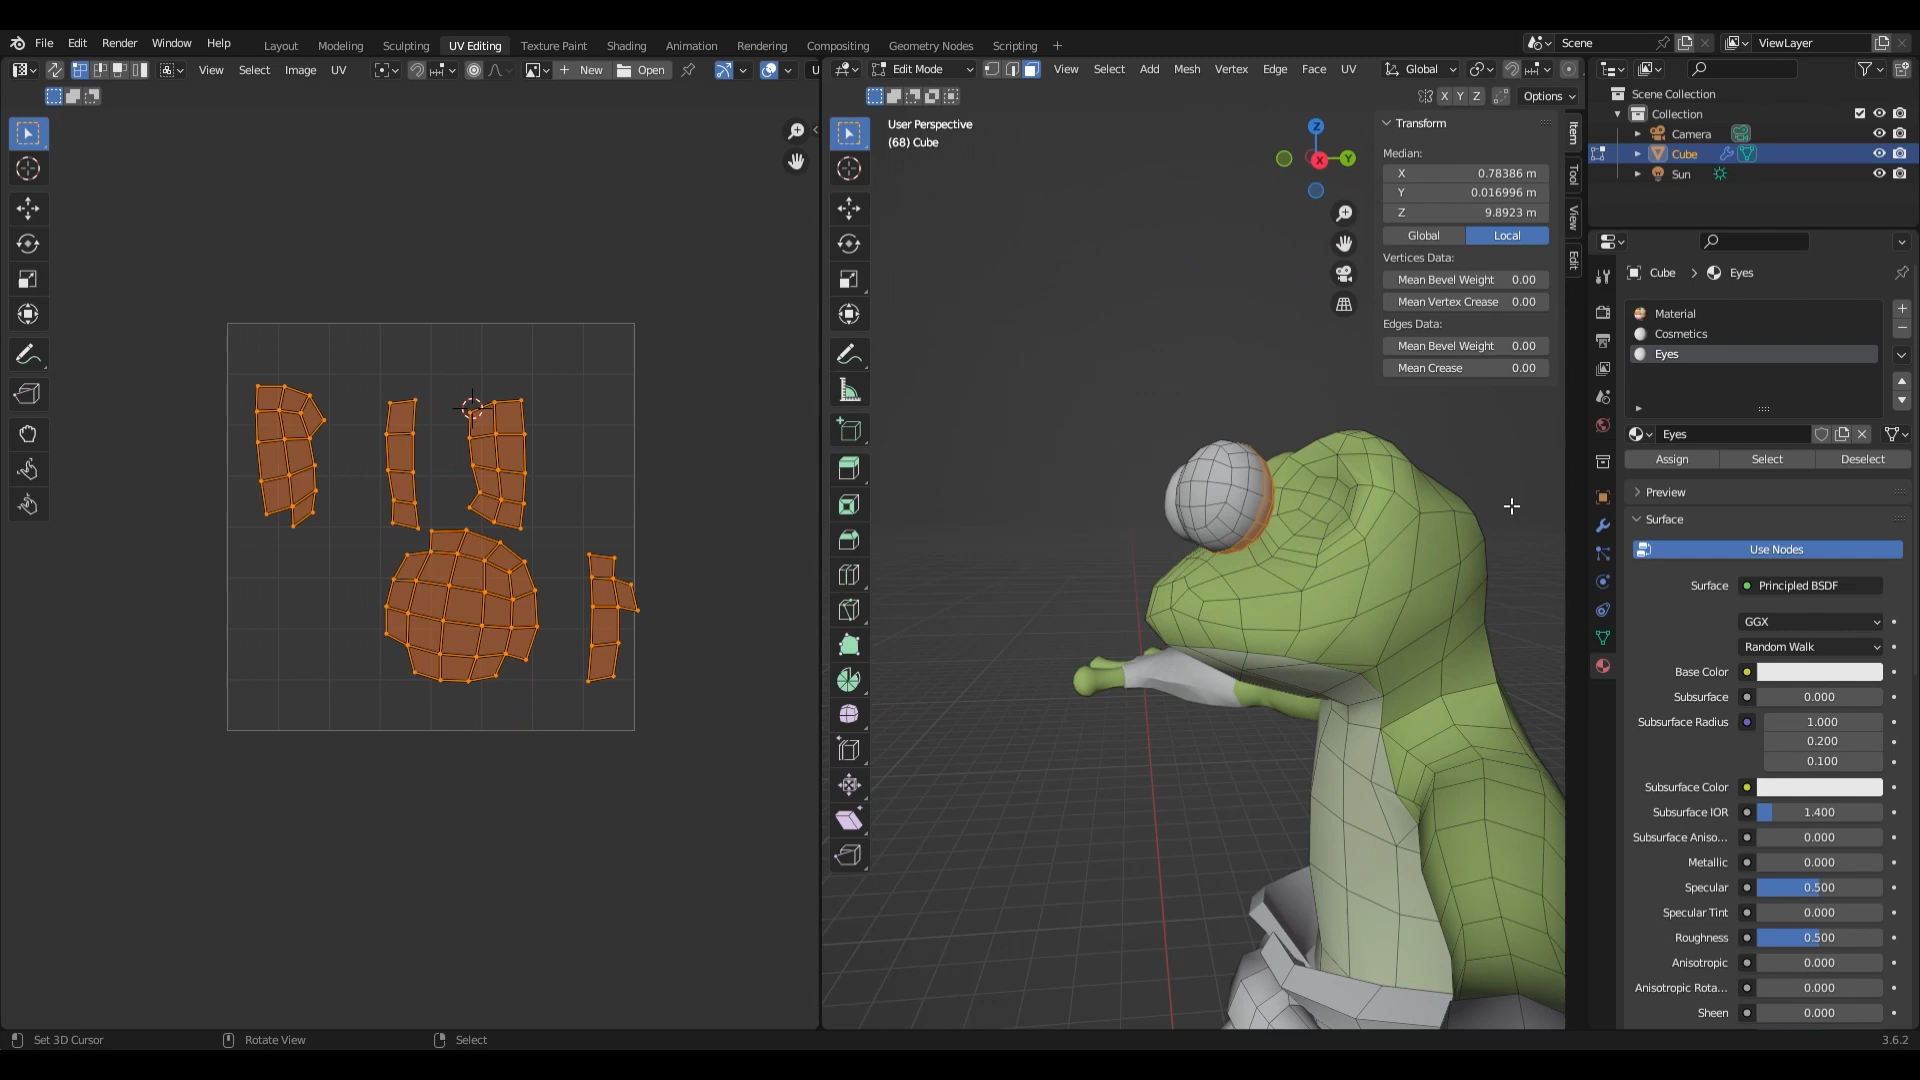 File Edit Render Window Help Layout Modeling Sculpting UV Editing Texture Paint Shading Animation Rendering Compositing Geometry Nodes Scripting + Scene ViewLayer
View Select Image UV New Open U Edit Mode View Select Add Mesh Vertex Edge Face UV Global
X Y Z Options
User Perspective
(68) Cube
Z
X
Y
Transform
Median:
X 0.78386 m
Y 0.016996 m
Z 9.8923 m
Global Local
Vertices Data:
Mean Bevel Weight 0.00
Mean Vertex Crease 0.00
Edges Data:
Mean Bevel Weight 0.00
Mean Crease 0.00
Item
Tool
View
Edit
Scene Collection
Collection
Camera
Cube
Sun
Cube > Eyes
Material
Cosmetics
Eyes
Eyes
Assign Select Deselect
Preview
Surface
Use Nodes
Surface Principled BSDF
GGX
Random Walk
Base Color
Subsurface 0.000
Subsurface Radius 1.000
0.200
0.100
Subsurface Color
Subsurface IOR 1.400
Subsurface Aniso... 0.000
Metallic 0.000
Specular 0.500
Specular Tint 0.000
Roughness 0.500
Anisotropic 0.000
Anisotropic Rota... 0.000
Sheen 0.000
Set 3D Cursor Rotate View Select 3.6.2